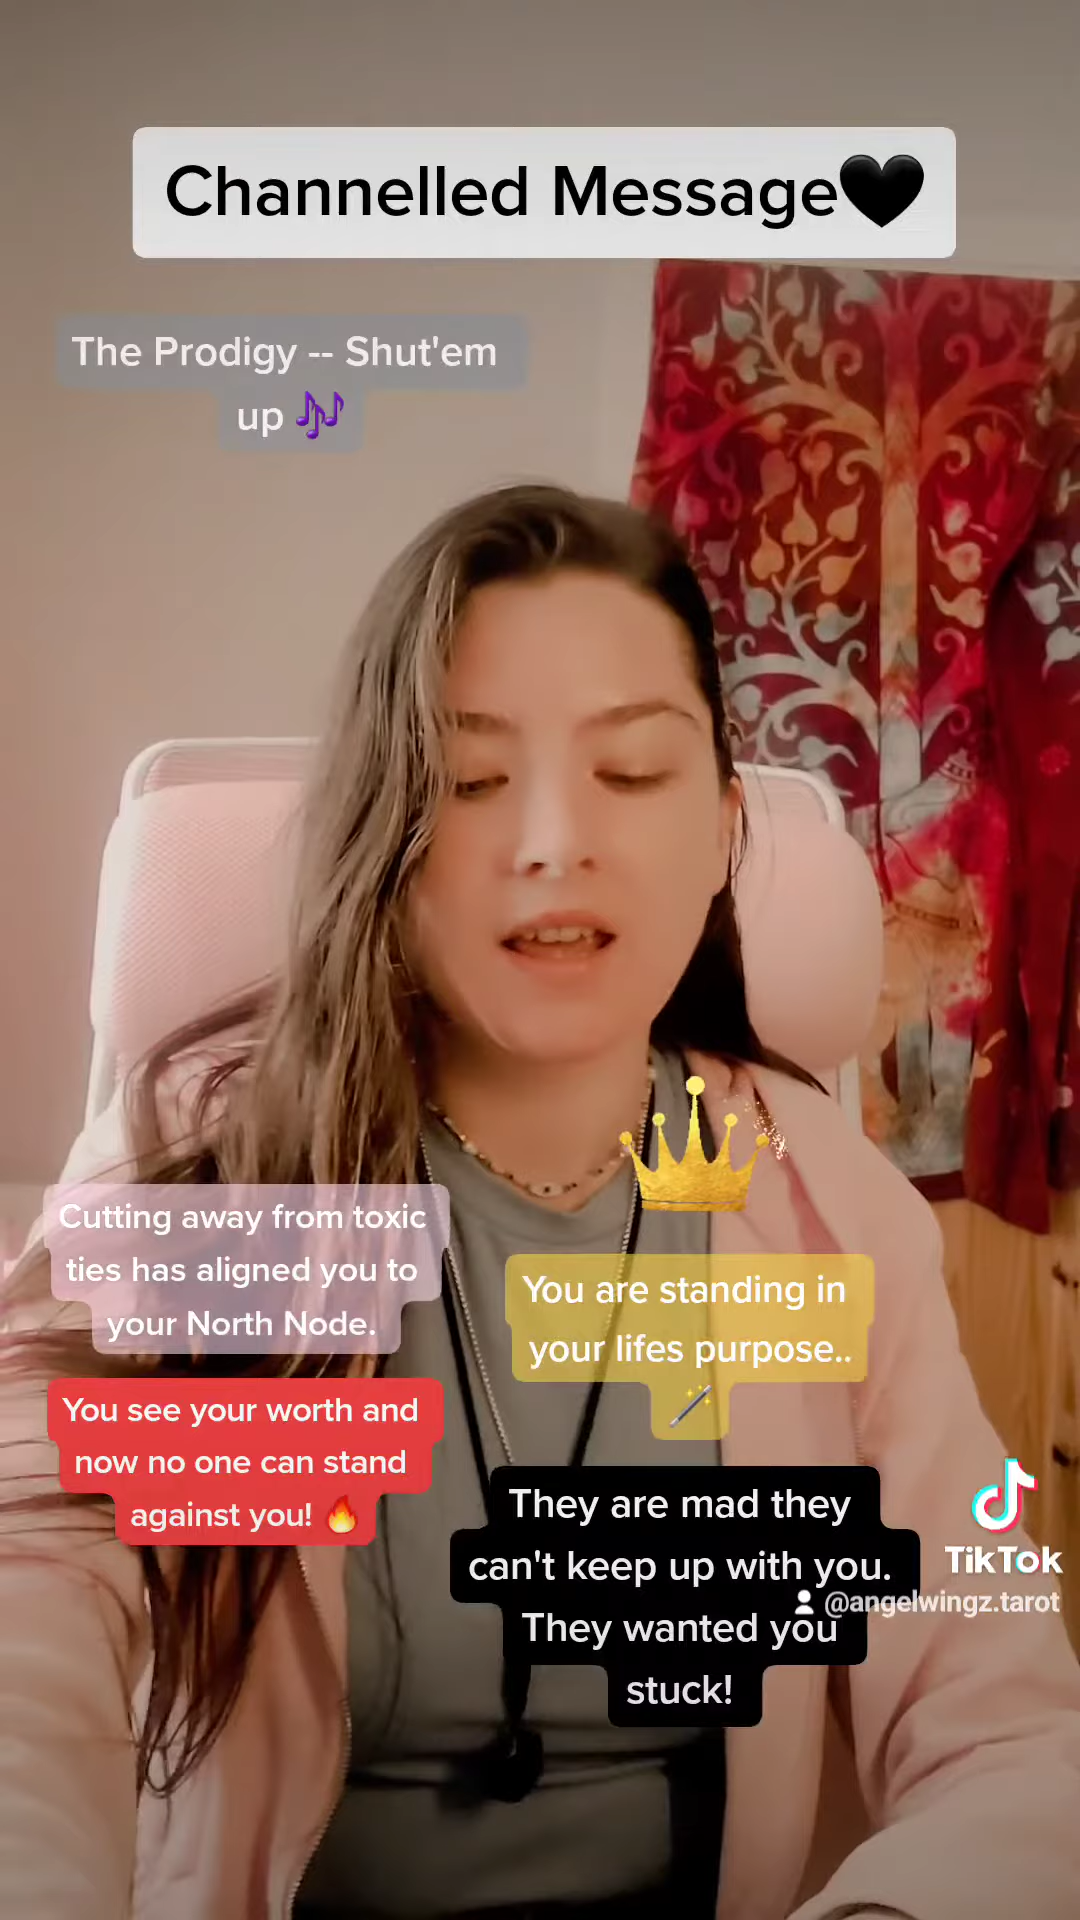 Channelled Message🖤
The Prodigy -- Shut'em
up 🎶
Cutting away from toxic
ties has aligned you to
your North Node.
You see your worth and
now no one can stand
against you! 🔥
You are standing in
your lifes purpose..
🪄
They are mad they
can't keep up with you.
They wanted you
stuck!
TikTok
@angelwingz.tarot